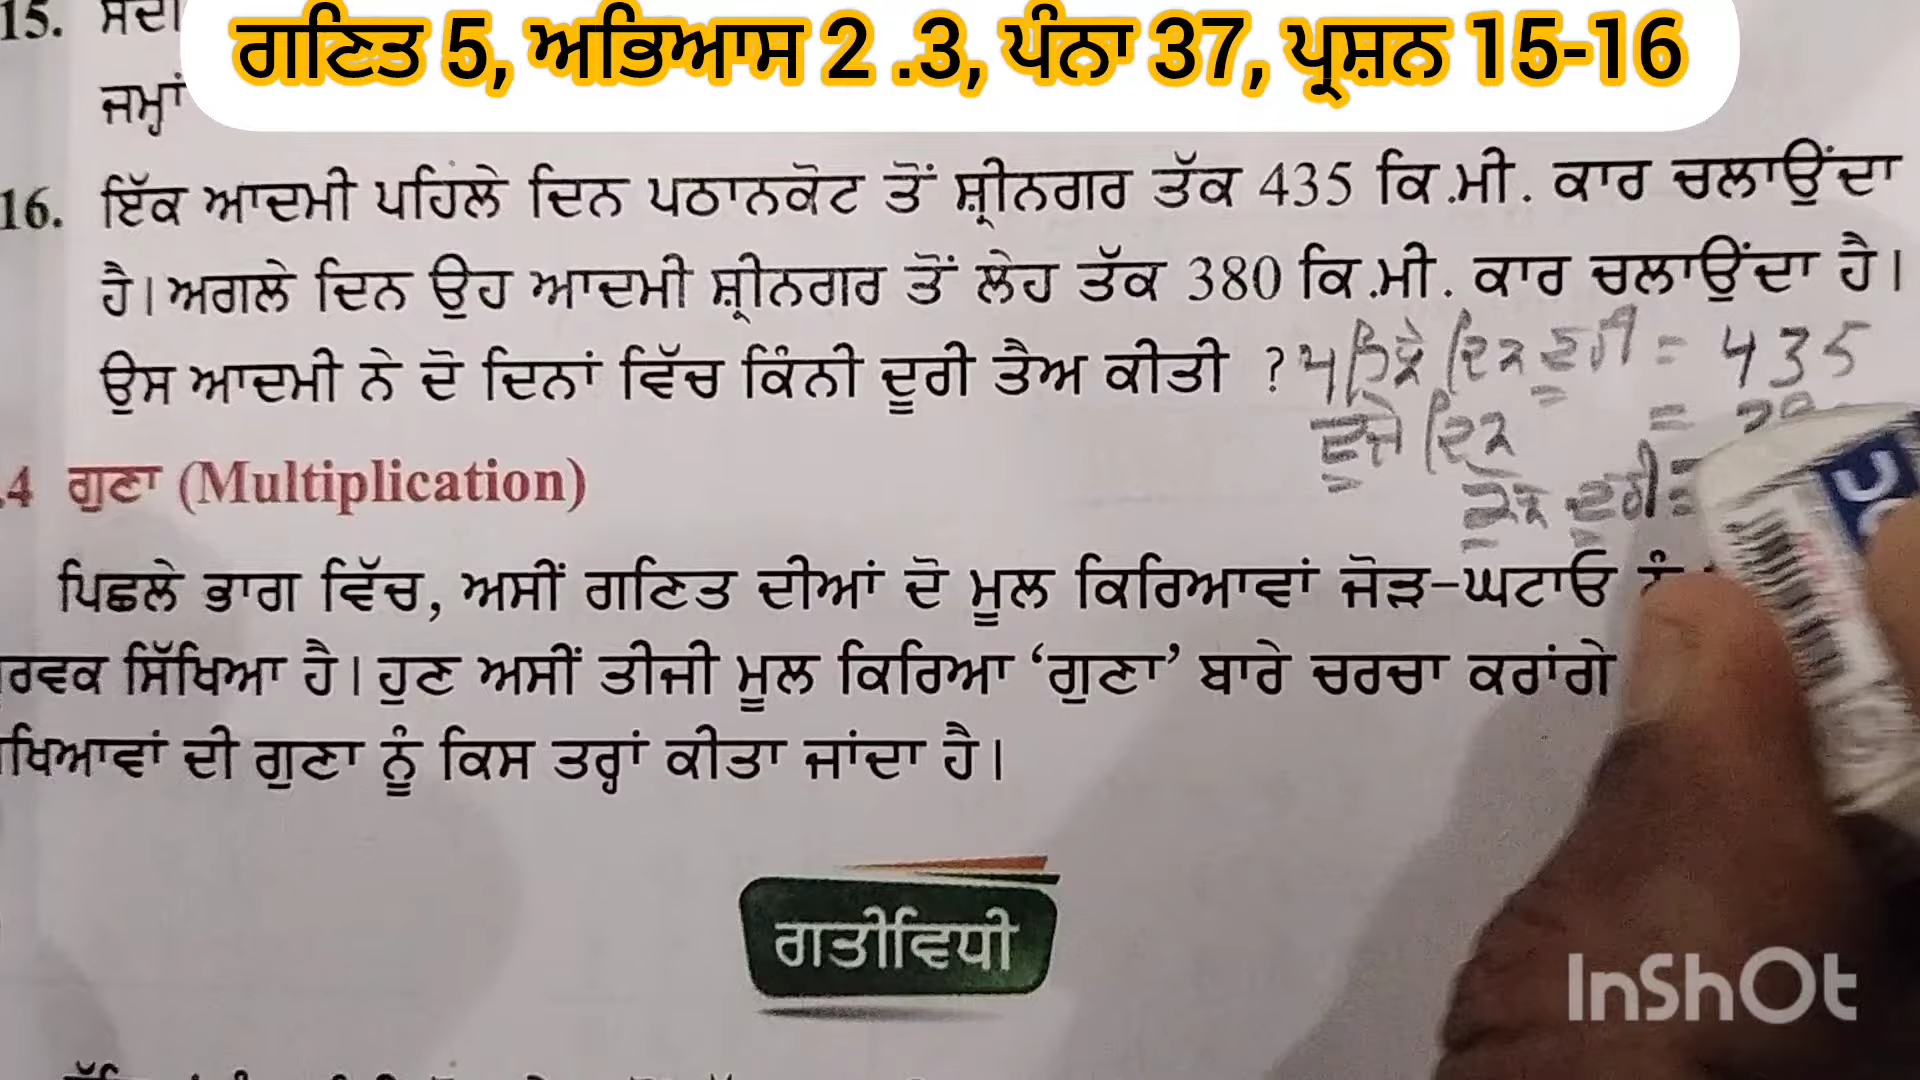 ਗਣਿਤ 5, ਅਭਿਆਸ 2 .3, ਪੰਨਾ 37, ਪ੍ਰਸ਼ਨ 15-16
15.
ਜਮ੍ਹਾਂ
16. ਇੱਕ ਆਦਮੀ ਪਹਿਲੇ ਦਿਨ ਪਠਾਨਕੋਟ ਤੋਂ ਸ਼੍ਰੀਨਗਰ ਤੱਕ 435 ਕਿ.ਮੀ. ਕਾਰ ਚਲਾਉਂਦਾ
ਹੈ। ਅਗਲੇ ਦਿਨ ਉਹ ਆਦਮੀ ਸ਼੍ਰੀਨਗਰ ਤੋਂ ਲੇਹ ਤੱਕ 380 ਕਿ.ਮੀ. ਕਾਰ ਚਲਾਉਂਦਾ ਹੈ।
ਉਸ ਆਦਮੀ ਨੇ ਦੋ ਦਿਨਾਂ ਵਿੱਚ ਕਿੰਨੀ ਦੂਰੀ ਤੈਅ ਕੀਤੀ ? ਪਹਿਲੇ ਦਿਨ ਦੂਰੀ = 435
ਦੂਜੇ ਦਿਨ =
ਦੂਰੀ =
.4 ਗੁਣਾ (Multiplication)
ਪਿਛਲੇ ਭਾਗ ਵਿੱਚ, ਅਸੀਂ ਗਣਿਤ ਦੀਆਂ ਦੋ ਮੂਲ ਕਿਰਿਆਵਾਂ ਜੋੜ-ਘਟਾਓ ਨੂੰ
ਰਵਕ ਸਿੱਖਿਆ ਹੈ। ਹੁਣ ਅਸੀਂ ਤੀਜੀ ਮੂਲ ਕਿਰਿਆ ‘ਗੁਣਾ’ ਬਾਰੇ ਚਰਚਾ ਕਰਾਂਗੇ
ਖਿਆਵਾਂ ਦੀ ਗੁਣਾ ਨੂੰ ਕਿਸ ਤਰ੍ਹਾਂ ਕੀਤਾ ਜਾਂਦਾ ਹੈ।
ਗਤੀਵਿਧੀ
InShOt